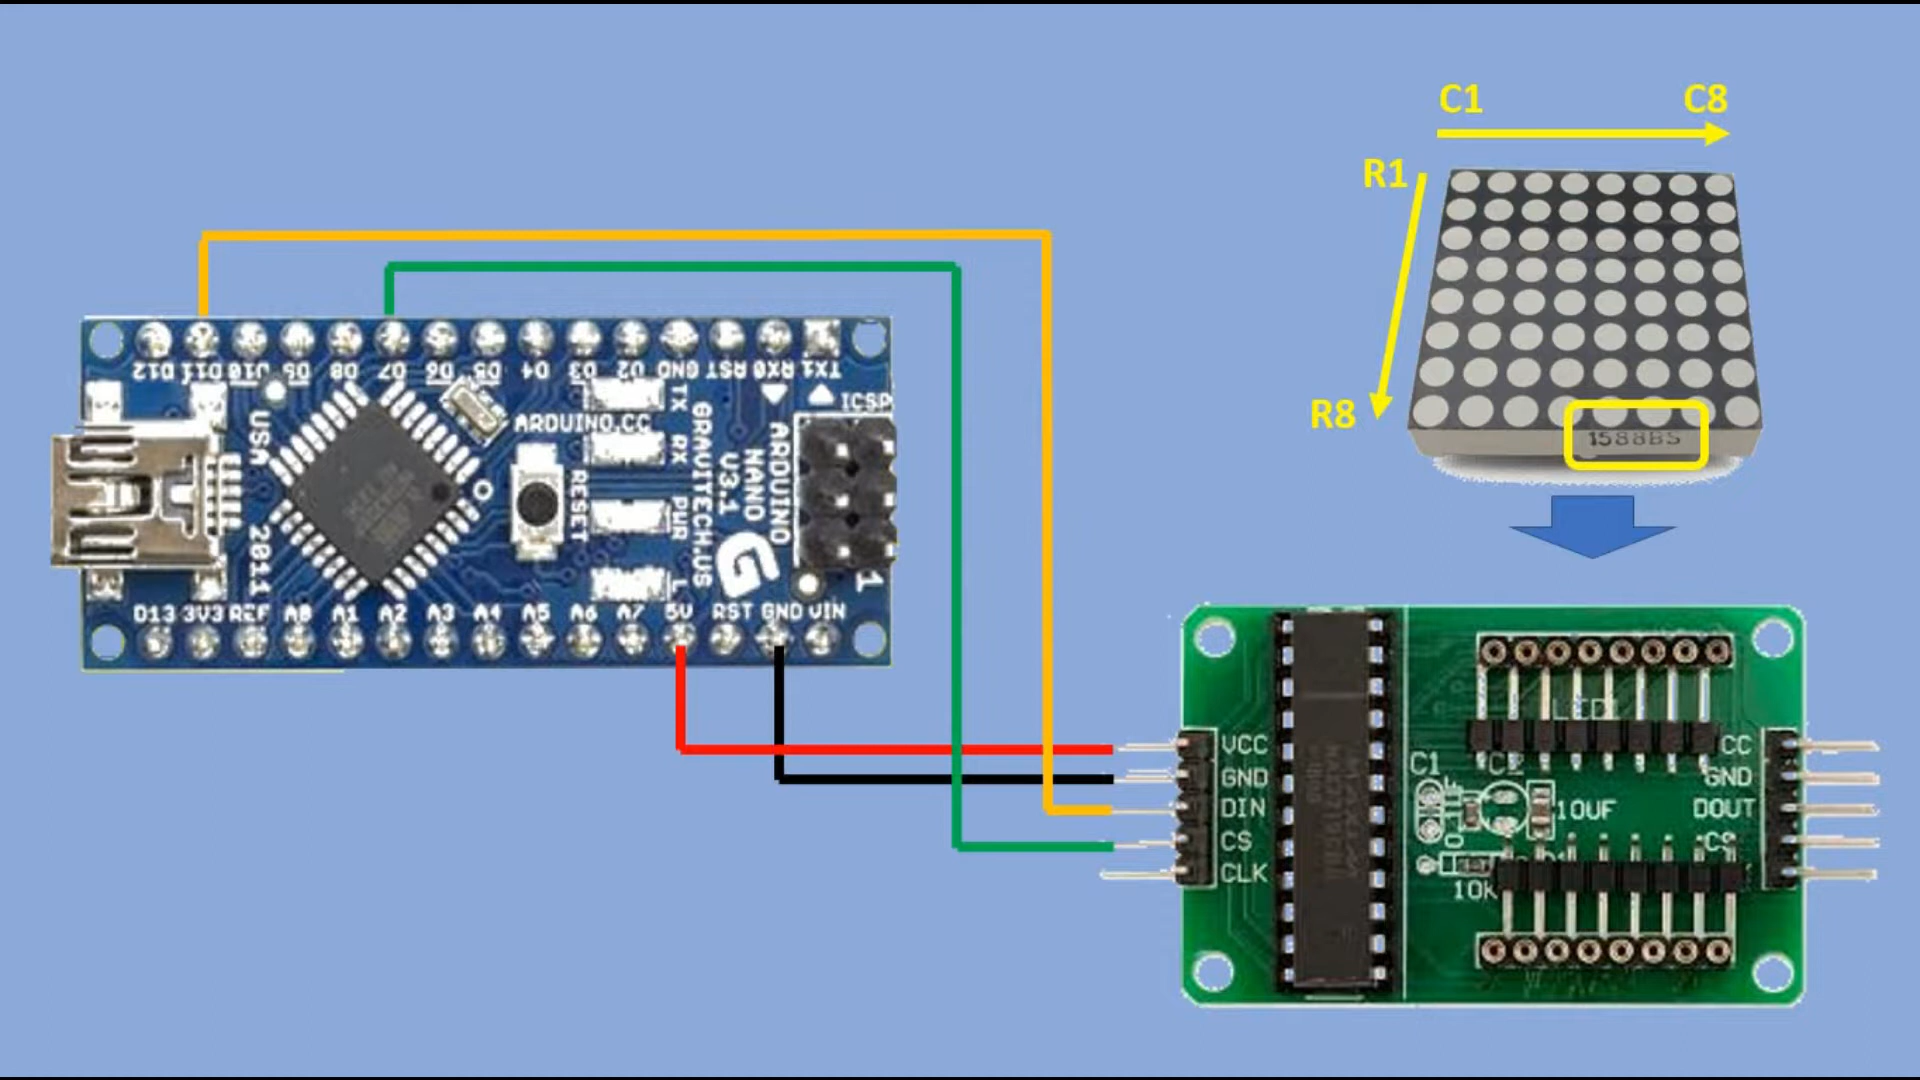 C1 C8
R1
R8
1588BS
D12 D11 D10 D5 D8 D7 D6 D5 D4 D3 D2 GND RST RX0 TX1
USA
2011
TX
RX
PWR
L
RESET
ARDUINO.CC
GRAVITECH.US
ARDUINO
NANO
V3.1
ICSP
1
G
D13 3V3 REF A0 A1 A2 A3 A4 A5 A6 A7 5V RST GND VIN
VCC
GND
DIN
CS
CLK
C1
C2
10UF
10K
CC
GND
DOUT
CS